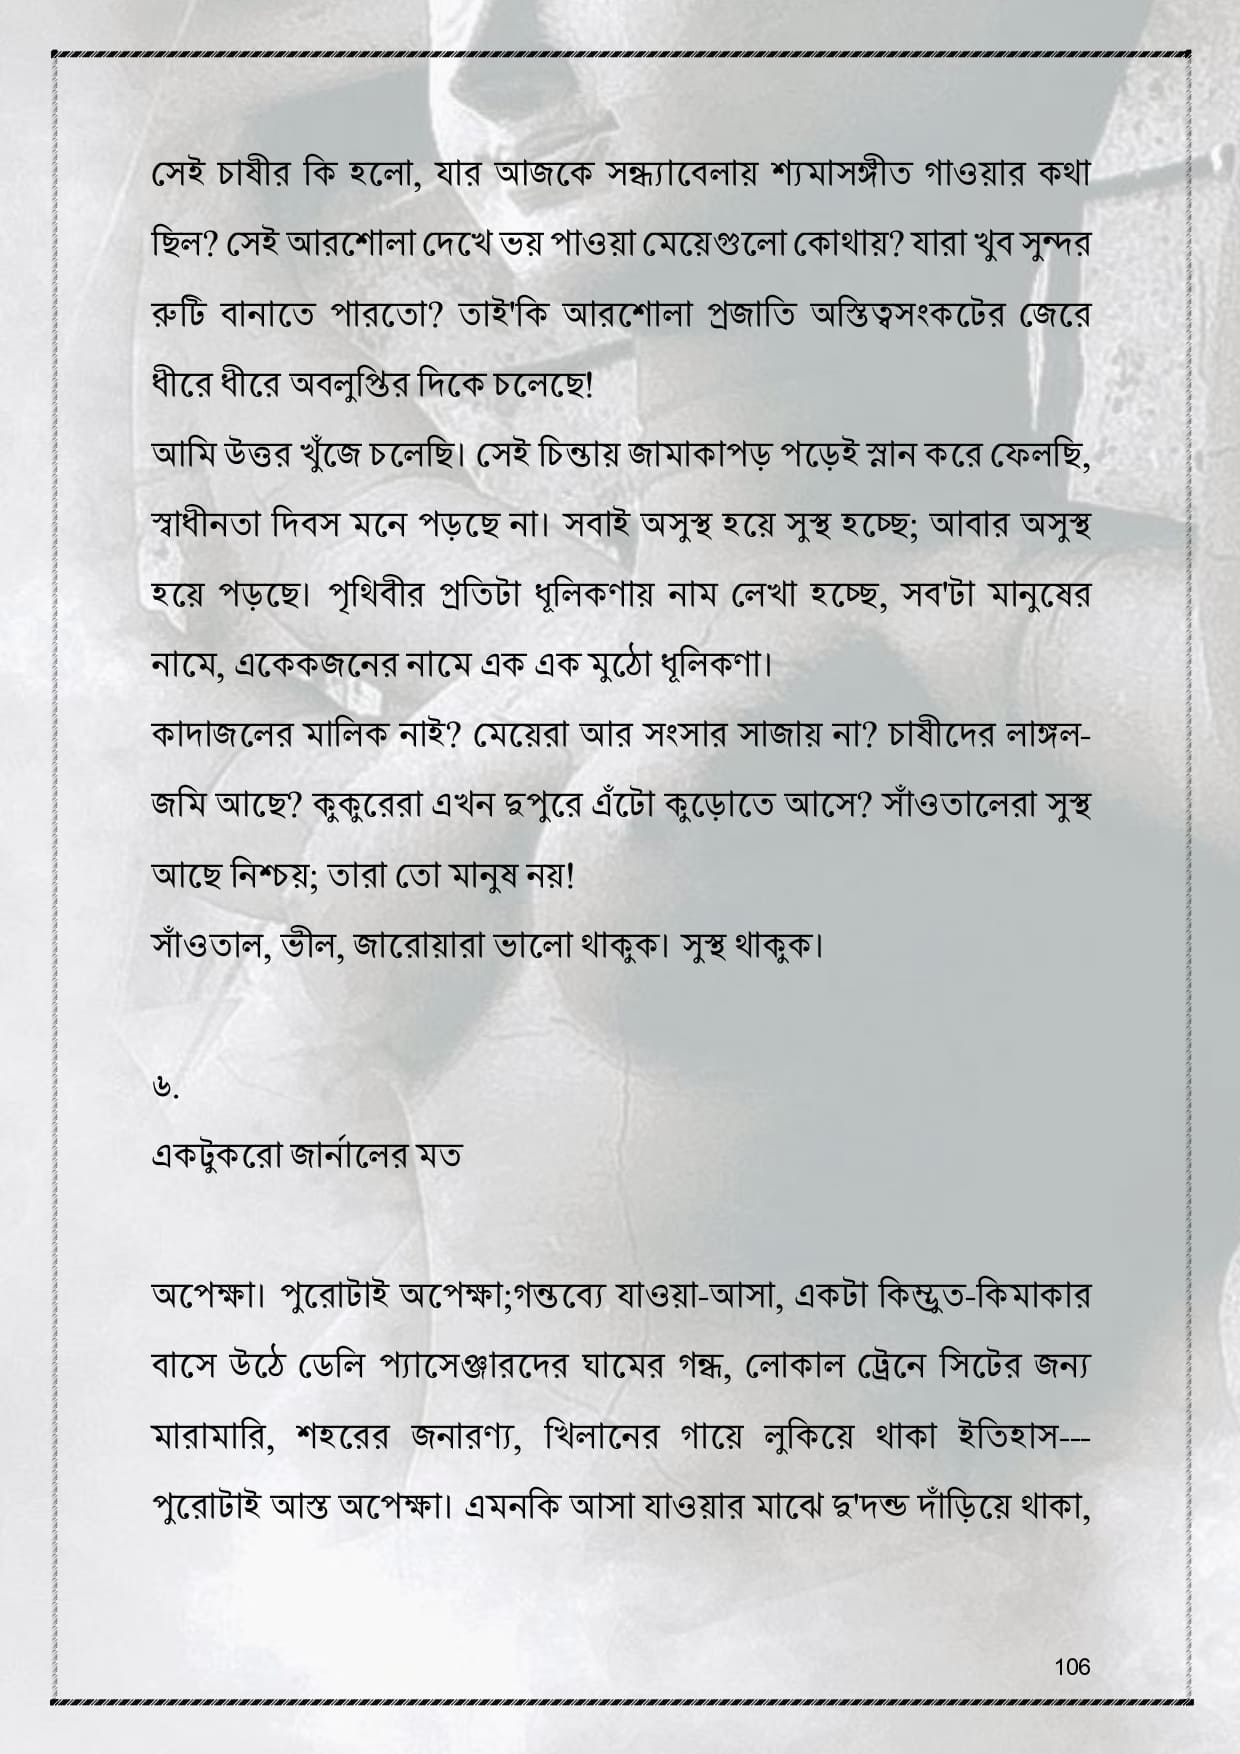 সেই চাষীর কি হলো, যার আজকে সন্ধ্যাবেলায় শ্যমাসঙ্গীত গাওয়ার কথা
ছিল? সেই আরশোলা দেখে ভয় পাওয়া মেয়েগুলো কোথায়? যারা খুব সুন্দর
রুটি বানাতে পারতো? তাই'কি আরশোলা প্রজাতি অস্তিত্বসংকটের জেরে
ধীরে ধীরে অবলুপ্তির দিকে চলেছে!
আমি উত্তর খুঁজে চলেছি। সেই চিন্তায় জামাকাপড় পড়েই স্নান করে ফেলছি,
স্বাধীনতা দিবস মনে পড়ছে না। সবাই অসুস্থ হয়ে সুস্থ হচ্ছে; আবার অসুস্থ
হয়ে পড়ছে। পৃথিবীর প্রতিটা ধূলিকণায় নাম লেখা হচ্ছে, সব'টা মানুষের
নামে, একেকজনের নামে এক এক মুঠো ধূলিকণা।
কাদাজলের মালিক নাই? মেয়েরা আর সংসার সাজায় না? চাষীদের লাঙ্গল-
জমি আছে? কুকুরেরা এখন দুপুরে এঁটো কুড়োতে আসে? সাঁওতালেরা সুস্থ
আছে নিশ্চয়; তারা তো মানুষ নয়!
সাঁওতাল, ভীল, জারোয়ারা ভালো থাকুক। সুস্থ থাকুক।
৬.
একটুকরো জার্নালের মত
অপেক্ষা। পুরোটাই অপেক্ষা;গন্তব্যে যাওয়া-আসা, একটা কিম্ভুত-কিমাকার
বাসে উঠে ডেলি প্যাসেঞ্জারদের ঘামের গন্ধ, লোকাল ট্রেনে সিটের জন্য
মারামারি, শহরের জনারণ্য, খিলানের গায়ে লুকিয়ে থাকা ইতিহাস---
পুরোটাই আস্ত অপেক্ষা। এমনকি আসা যাওয়ার মাঝে দু'দন্ড দাঁড়িয়ে থাকা,
106